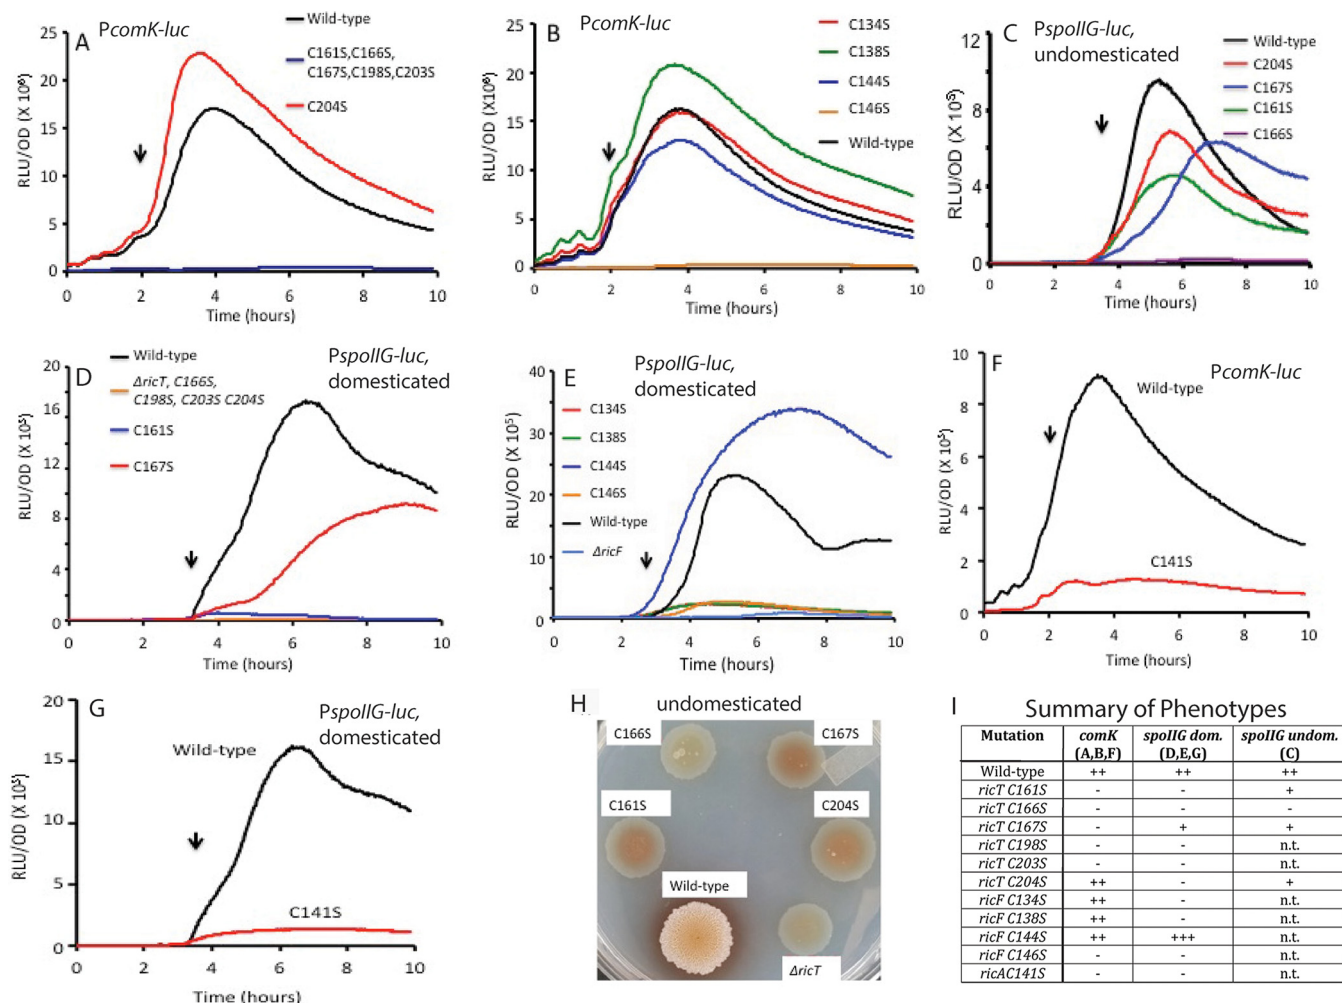 A
PcomK-luc
Wild-type
C161S,C166S,
C167S,C198S,C203S
C204S
RLU/OD (X 10⁶)
25
20
15
10
5
0
0 2 4 6 8 10
Time (hours)
B
PcomK-luc
C134S
C138S
C144S
C146S
Wild-type
RLU/OD (X10⁶)
25
20
15
10
5
0
0 2 4 6 8 10
Time (hours)
C
PspoIIG-luc,
undomesticated
Wild-type
C204S
C167S
C161S
C166S
RLU/OD (X 10⁵)
12
8
4
0
0 2 4 6 8 10
Time (hours)
D
Wild-type
ΔricT, C166S,
C198S, C203S C204S
C161S
C167S
PspoIIG-luc,
domesticated
RLU/OD (X 10⁵)
20
16
12
8
4
0
0 2 4 6 8 10
Time (hours)
E
PspoIIG-luc,
domesticated
C134S
C138S
C144S
C146S
Wild-type
ΔricF
RLU/OD (X 10⁵)
40
30
20
10
0
0 2 4 6 8 10
Time (hours)
F
PcomK-luc
Wild-type
C141S
RLU/OD (X 10⁵)
10
8
6
4
2
0
0 2 4 6 8 10
Time (hours)
G
PspoIIG-luc,
domesticated
Wild-type
C141S
RLU/OD (X 10⁵)
20
15
10
5
0
0 2 4 6 8 10
Time (hours)
H
undomesticated
C166S
C167S
C161S
C204S
Wild-type
ΔricT
I
Summary of Phenotypes
Mutation comK (A,B,F) spoIIG dom. (D,E,G) spoIIG undom. (C)
Wild-type ++ ++ ++
ricT C161S - - +
ricT C166S - - -
ricT C167S - + +
ricT C198S - - n.t.
ricT C203S - - n.t.
ricT C204S ++ - +
ricF C134S ++ - n.t.
ricF C138S ++ - n.t.
ricF C144S ++ +++ n.t.
ricF C146S - - n.t.
ricAC141S - - n.t.